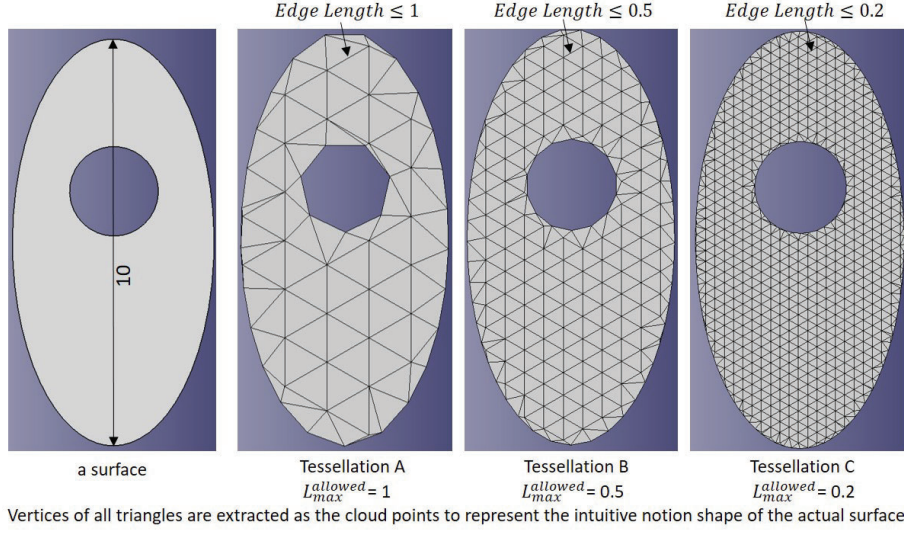 Edge Length ≤ 1
Edge Length ≤ 0.5
Edge Length ≤ 0.2
10
a surface
Tessellation A
L_max^allowed = 1
Tessellation B
L_max^allowed = 0.5
Tessellation C
L_max^allowed = 0.2
Vertices of all triangles are extracted as the cloud points to represent the intuitive notion shape of the actual surface